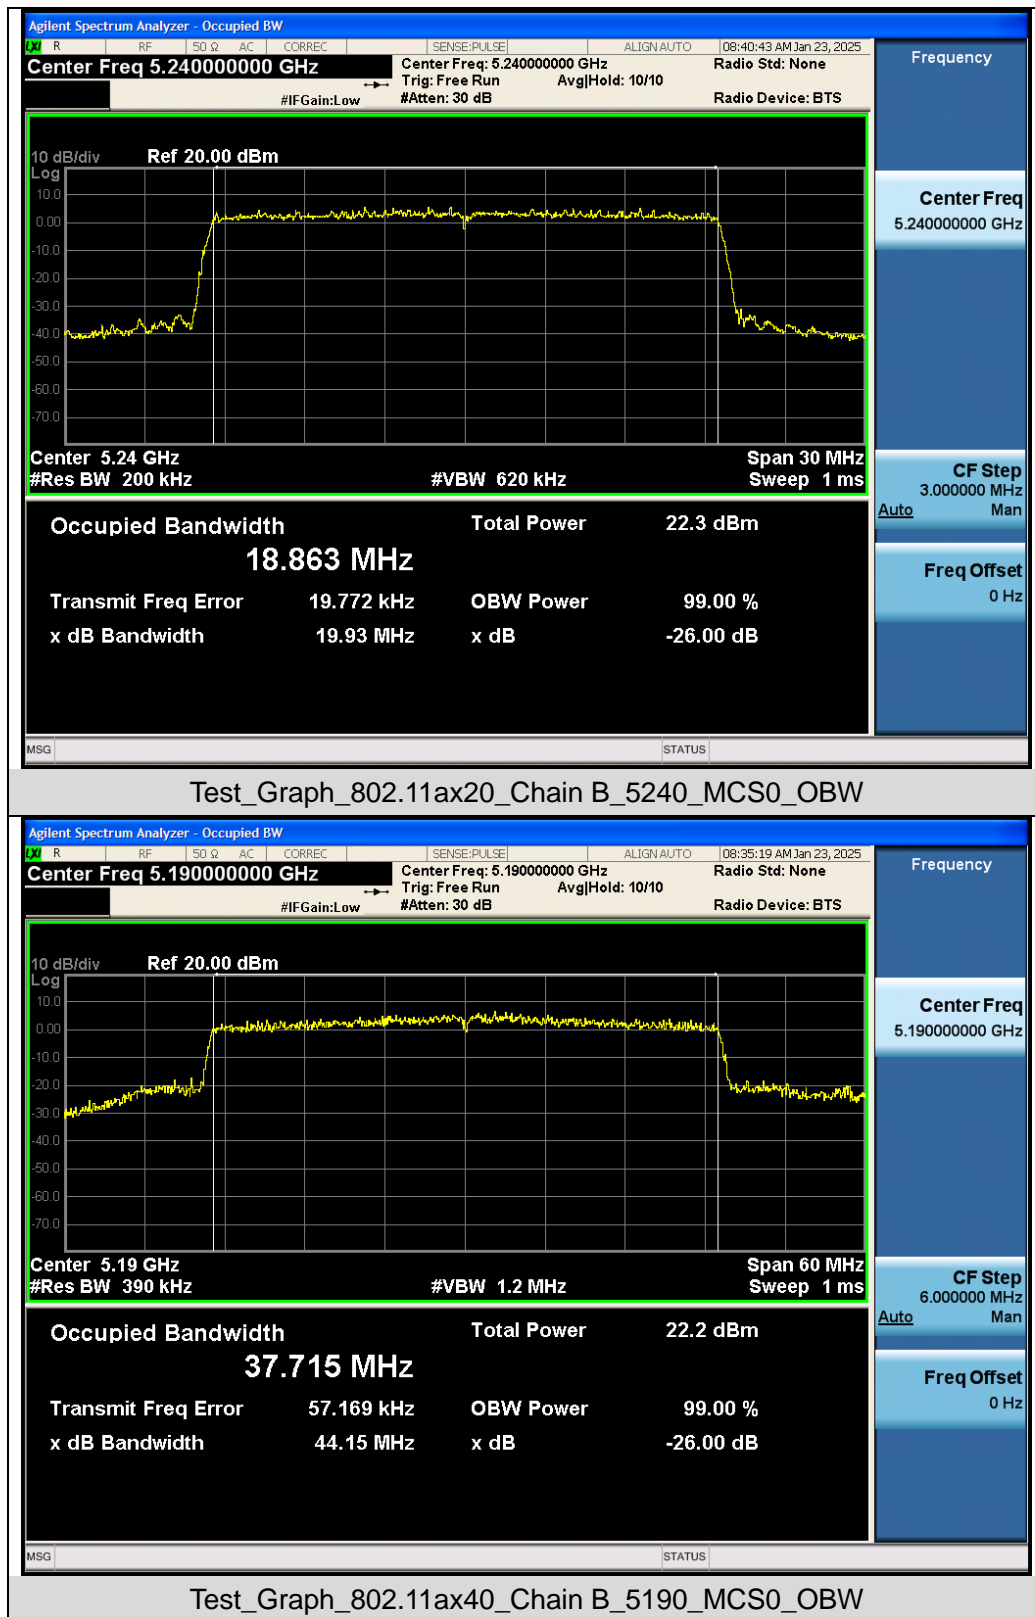 Agilent Spectrum Analyzer - Occupied BW
LXI R RF 50 Ω AC CORREC SENSE:PULSE ALIGN AUTO 08:40:43 AM Jan 23, 2025
Center Freq 5.240000000 GHz
Center Freq: 5.240000000 GHz
Radio Std: None
Trig: Free Run Avg|Hold: 10/10
#IFGain:Low
#Atten: 30 dB
Radio Device: BTS
10 dB/div Ref 20.00 dBm
Log
10.0
0.00
-10.0
-20.0
-30.0
-40.0
-50.0
-60.0
-70.0
Center 5.24 GHz Span 30 MHz
#Res BW 200 kHz #VBW 620 kHz Sweep 1 ms
Occupied Bandwidth Total Power 22.3 dBm
18.863 MHz
Transmit Freq Error 19.772 kHz OBW Power 99.00 %
x dB Bandwidth 19.93 MHz x dB -26.00 dB
MSG STATUS
Frequency
Center Freq
5.240000000 GHz
CF Step
3.000000 MHz
Auto Man
Freq Offset
0 Hz
Test_Graph_802.11ax20_Chain B_5240_MCS0_OBW
Agilent Spectrum Analyzer - Occupied BW
LXI R RF 50 Ω AC CORREC SENSE:PULSE ALIGN AUTO 08:35:19 AM Jan 23, 2025
Center Freq 5.190000000 GHz
Center Freq: 5.190000000 GHz
Radio Std: None
Trig: Free Run Avg|Hold: 10/10
#IFGain:Low
#Atten: 30 dB
Radio Device: BTS
10 dB/div Ref 20.00 dBm
Log
10.0
0.00
-10.0
-20.0
-30.0
-40.0
-50.0
-60.0
-70.0
Center 5.19 GHz Span 60 MHz
#Res BW 390 kHz #VBW 1.2 MHz Sweep 1 ms
Occupied Bandwidth Total Power 22.2 dBm
37.715 MHz
Transmit Freq Error 57.169 kHz OBW Power 99.00 %
x dB Bandwidth 44.15 MHz x dB -26.00 dB
MSG STATUS
Frequency
Center Freq
5.190000000 GHz
CF Step
6.000000 MHz
Auto Man
Freq Offset
0 Hz
Test_Graph_802.11ax40_Chain B_5190_MCS0_OBW